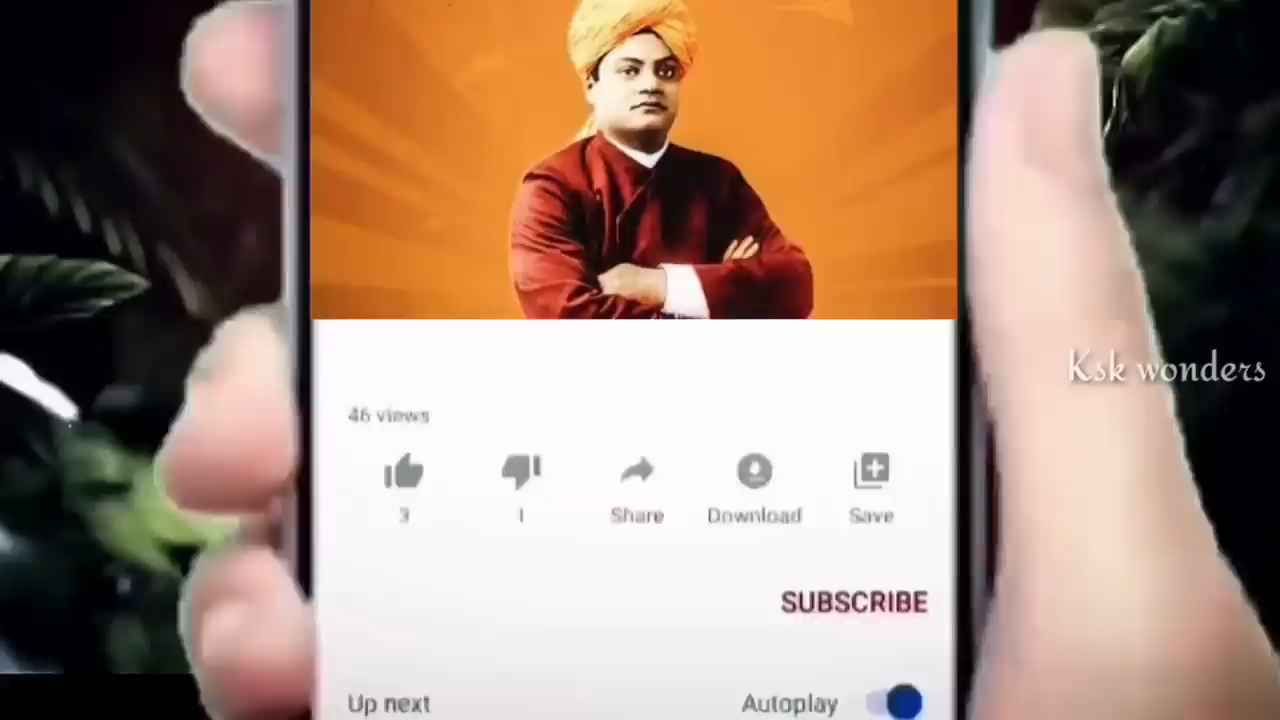 46 views
3
1
Share
Download
Save
SUBSCRIBE
Up next
Autoplay
Ksk wonders